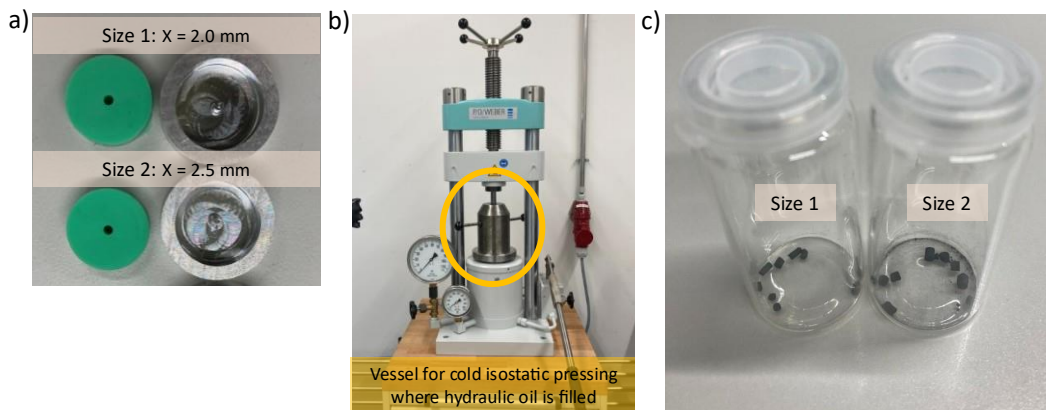 a)
Size 1: X = 2.0 mm
Size 2: X = 2.5 mm
b)
P/O/WEBER
Vessel for cold isostatic pressing
where hydraulic oil is filled
c)
Size 1
Size 2